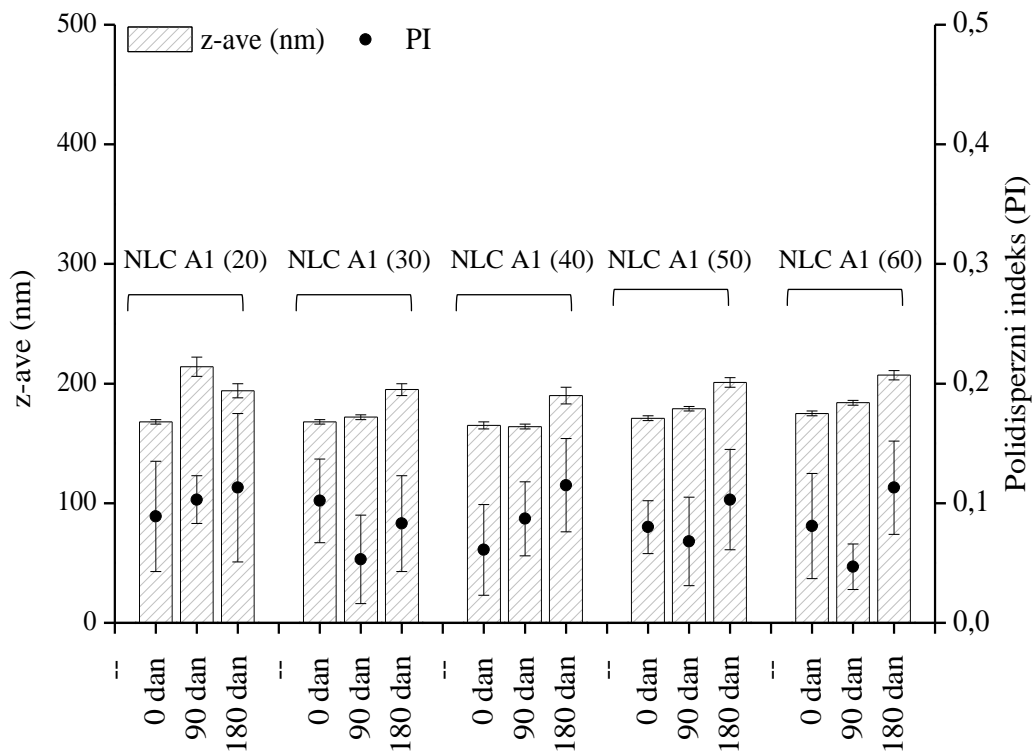 500
400
300
200
100
0
z-ave (nm)
z-ave (nm)
PI
0,5
0,4
0,3
0,2
0,1
0,0
Polidisperzni indeks (PI)
NLC A1 (20)
NLC A1 (30)
NLC A1 (40)
NLC A1 (50)
NLC A1 (60)
--
0 dan
90 dan
180 dan
--
0 dan
90 dan
180 dan
--
0 dan
90 dan
180 dan
--
0 dan
90 dan
180 dan
--
0 dan
90 dan
180 dan